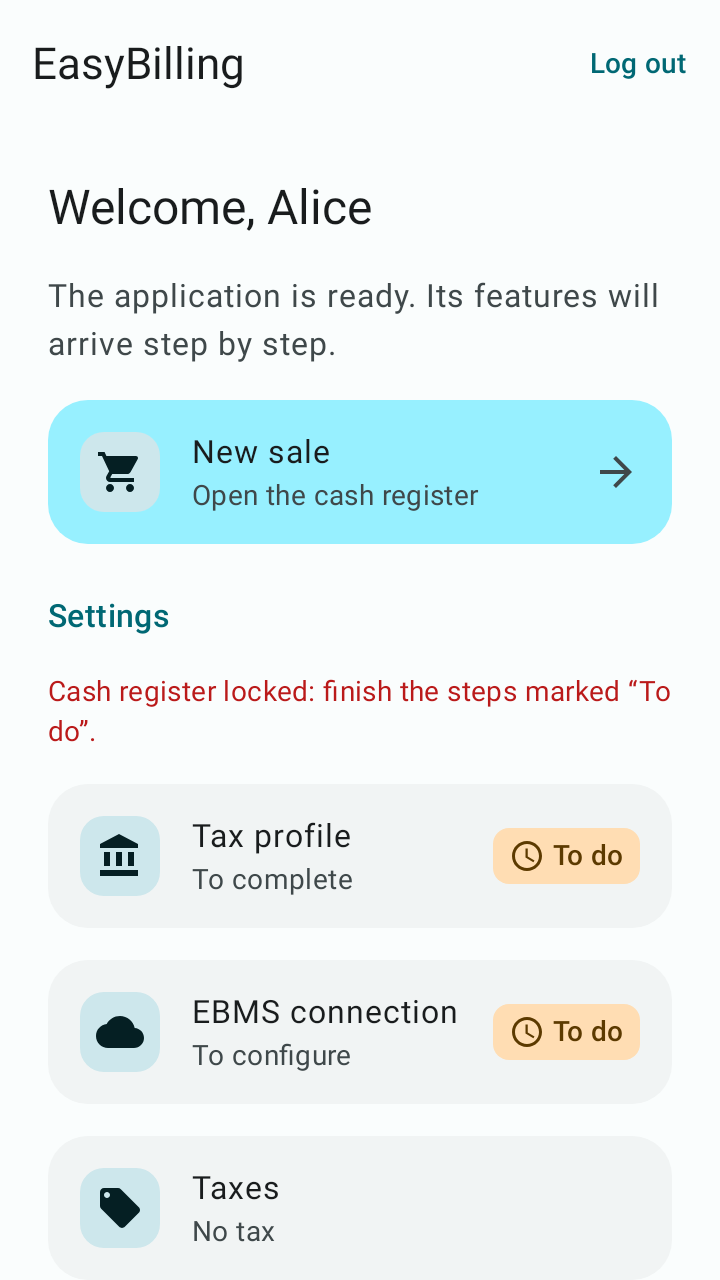 EasyBilling
Log out
Welcome, Alice
The application is ready. Its features will
arrive step by step.
New sale
Open the cash register
Settings
Cash register locked: finish the steps marked “To
do”.
Tax profile
To complete
To do
EBMS connection
To configure
To do
Taxes
No tax